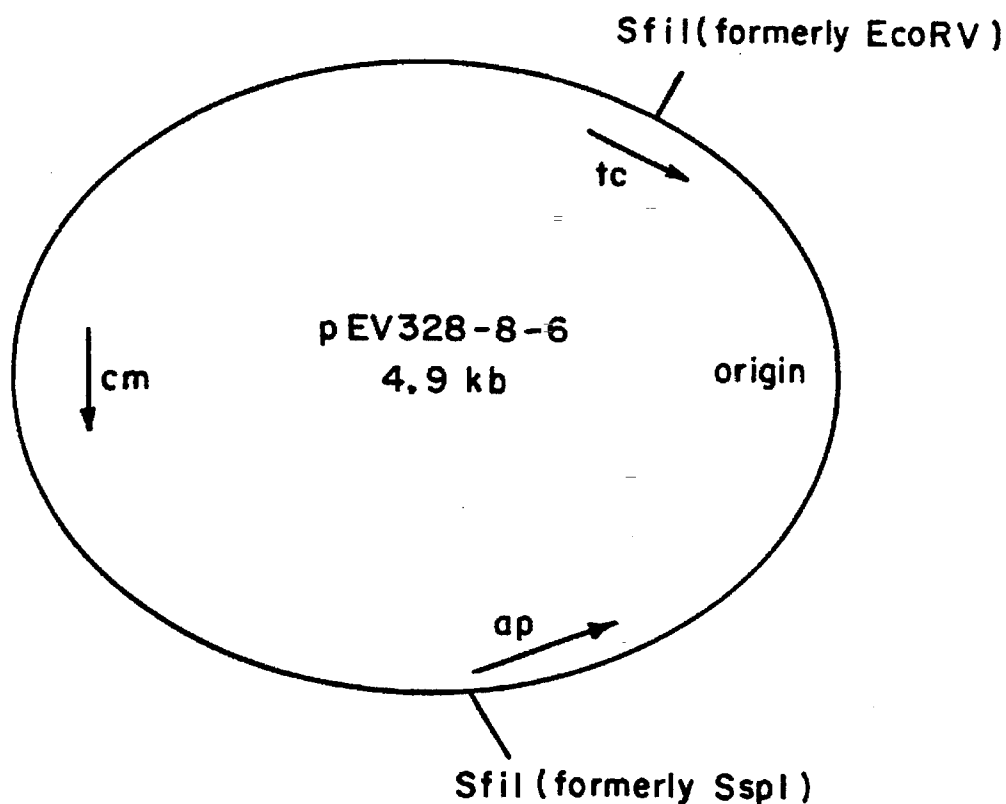 SfiI (formerly EcoRV)
tc
pEV328-8-6
4.9 kb
origin
cm
ap
SfiI (formerly SspI)